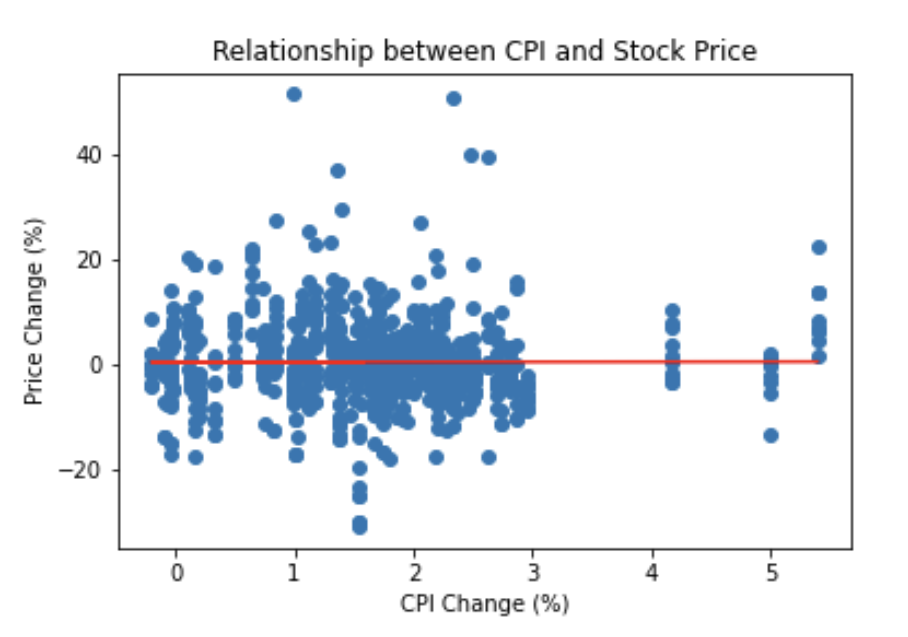 Relationship between CPI and Stock Price
Price Change (%)
40
20
0
−20
0 1 2 3 4 5
CPI Change (%)